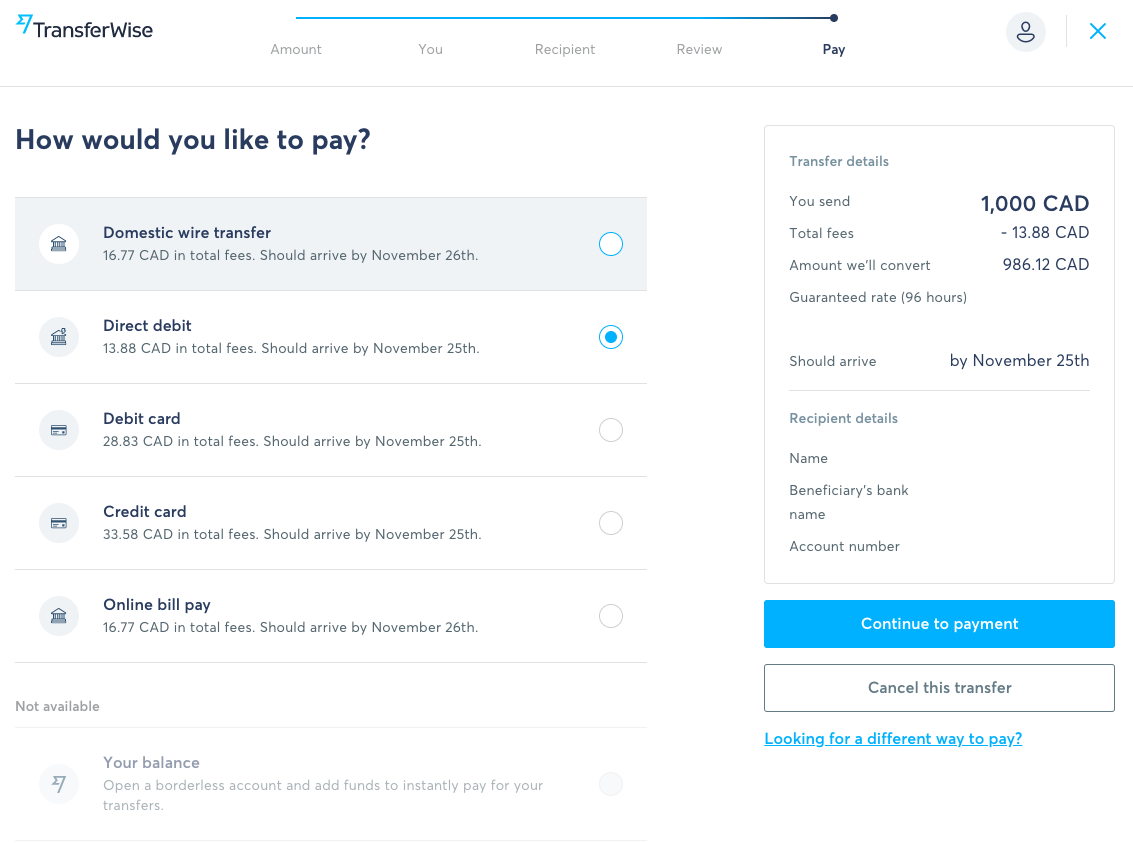 TransferWise
Amount
You
Recipient
Review
Pay
How would you like to pay?
Domestic wire transfer
16.77 CAD in total fees. Should arrive by November 26th.
Direct debit
13.88 CAD in total fees. Should arrive by November 25th.
Debit card
28.83 CAD in total fees. Should arrive by November 25th.
Credit card
33.58 CAD in total fees. Should arrive by November 25th.
Online bill pay
16.77 CAD in total fees. Should arrive by November 26th.
Not available
Your balance
Open a borderless account and add funds to instantly pay for your
transfers.
Transfer details
You send 1,000 CAD
Total fees - 13.88 CAD
Amount we'll convert 986.12 CAD
Guaranteed rate (96 hours)
Should arrive by November 25th
Recipient details
Name
Beneficiary's bank
name
Account number
Continue to payment
Cancel this transfer
Looking for a different way to pay?